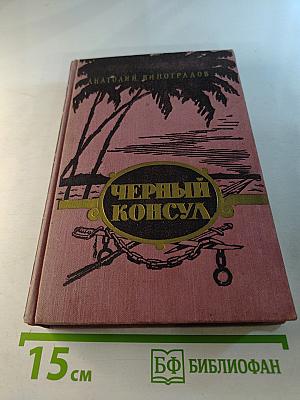 АНАТОЛИЙ ВИНОГРАДОВ
ЧЕРНЫЙ
КОНСУЛ
15 см
БФ БИБЛИОФАН